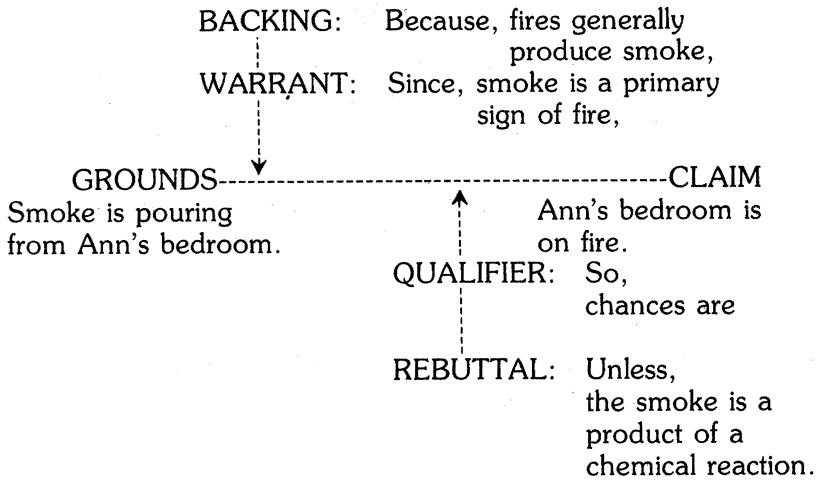 BACKING: Because, fires generally
produce smoke,
WARRANT: Since, smoke is a primary
sign of fire,
GROUNDS CLAIM
Smoke is pouring
from Ann's bedroom.
Ann's bedroom is
on fire.
QUALIFIER: So,
chances are
REBUTTAL: Unless,
the smoke is a
product of a
chemical reaction.